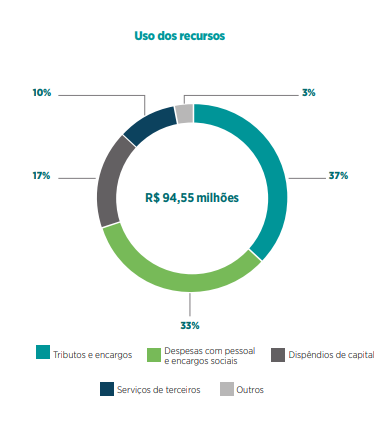 Uso dos recursos
10%
3%
17%
R$ 94,55 milhões
37%
33%
Tributos e encargos
Despesas com pessoal
e encargos sociais
Dispêndios de capital
Serviços de terceiros
Outros